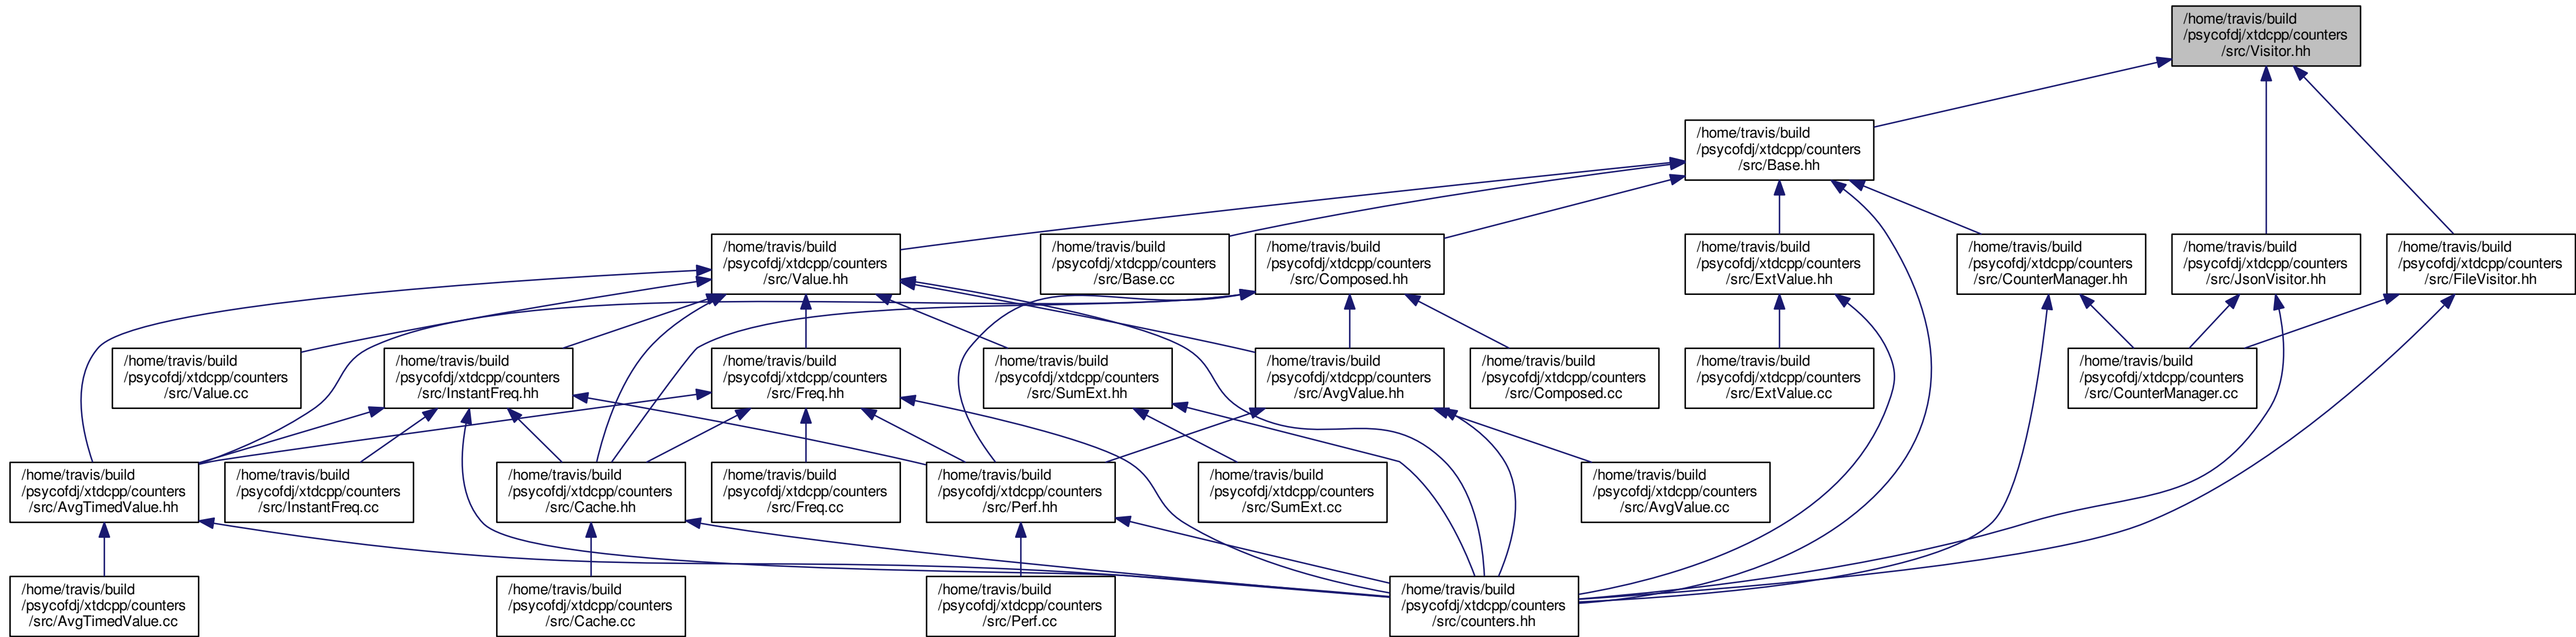 /home/travis/build
/psycofdj/xtdcpp/counters
/src/Visitor.hh
/home/travis/build
/psycofdj/xtdcpp/counters
/src/Base.hh
/home/travis/build
/psycofdj/xtdcpp/counters
/src/Value.hh
/home/travis/build
/psycofdj/xtdcpp/counters
/src/Base.cc
/home/travis/build
/psycofdj/xtdcpp/counters
/src/Composed.hh
/home/travis/build
/psycofdj/xtdcpp/counters
/src/ExtValue.hh
/home/travis/build
/psycofdj/xtdcpp/counters
/src/CounterManager.hh
/home/travis/build
/psycofdj/xtdcpp/counters
/src/JsonVisitor.hh
/home/travis/build
/psycofdj/xtdcpp/counters
/src/FileVisitor.hh
/home/travis/build
/psycofdj/xtdcpp/counters
/src/Value.cc
/home/travis/build
/psycofdj/xtdcpp/counters
/src/InstantFreq.hh
/home/travis/build
/psycofdj/xtdcpp/counters
/src/Freq.hh
/home/travis/build
/psycofdj/xtdcpp/counters
/src/SumExt.hh
/home/travis/build
/psycofdj/xtdcpp/counters
/src/AvgValue.hh
/home/travis/build
/psycofdj/xtdcpp/counters
/src/Composed.cc
/home/travis/build
/psycofdj/xtdcpp/counters
/src/ExtValue.cc
/home/travis/build
/psycofdj/xtdcpp/counters
/src/CounterManager.cc
/home/travis/build
/psycofdj/xtdcpp/counters
/src/AvgTimedValue.hh
/home/travis/build
/psycofdj/xtdcpp/counters
/src/InstantFreq.cc
/home/travis/build
/psycofdj/xtdcpp/counters
/src/Cache.hh
/home/travis/build
/psycofdj/xtdcpp/counters
/src/Freq.cc
/home/travis/build
/psycofdj/xtdcpp/counters
/src/Perf.hh
/home/travis/build
/psycofdj/xtdcpp/counters
/src/SumExt.cc
/home/travis/build
/psycofdj/xtdcpp/counters
/src/AvgValue.cc
/home/travis/build
/psycofdj/xtdcpp/counters
/src/AvgTimedValue.cc
/home/travis/build
/psycofdj/xtdcpp/counters
/src/Cache.cc
/home/travis/build
/psycofdj/xtdcpp/counters
/src/Perf.cc
/home/travis/build
/psycofdj/xtdcpp/counters
/src/counters.hh